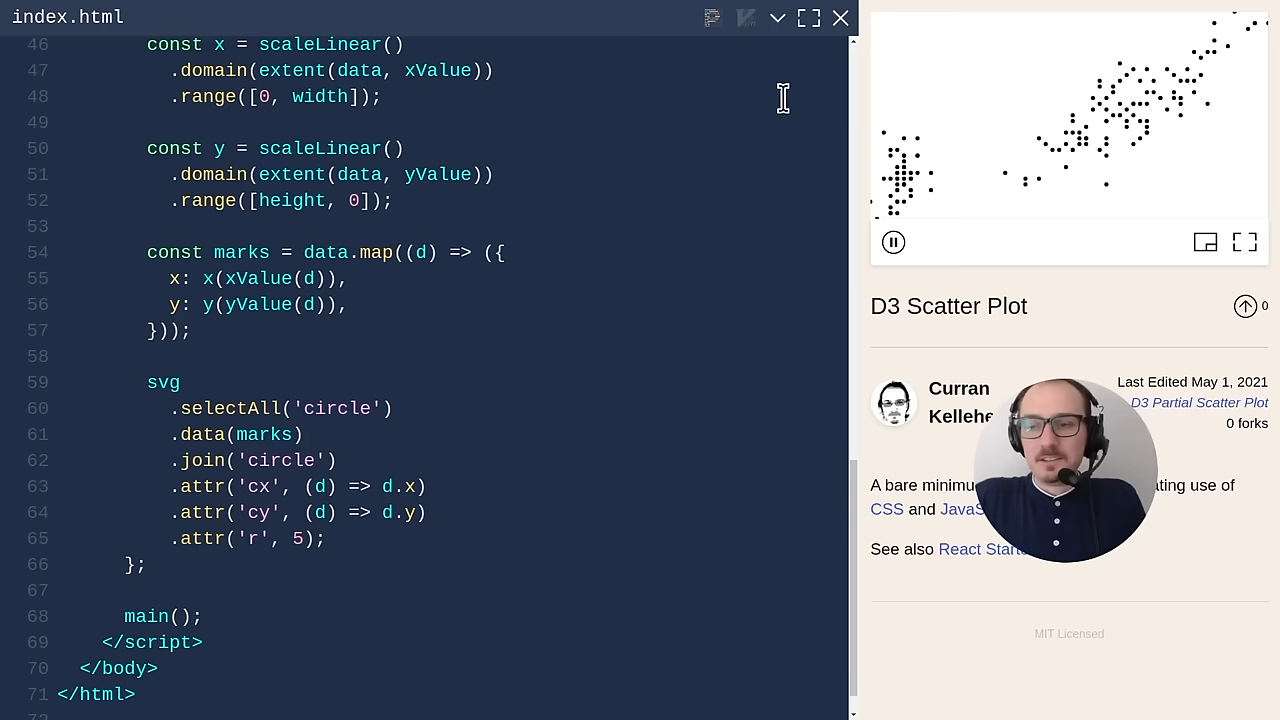 index.html
46 const x = scaleLinear()
47 .domain(extent(data, xValue))
48 .range([0, width]);
49
50 const y = scaleLinear()
51 .domain(extent(data, yValue))
52 .range([height, 0]);
53
54 const marks = data.map((d) => ({
55 x: x(xValue(d)),
56 y: y(yValue(d)),
57 }));
58
59 svg
60 .selectAll('circle')
61 .data(marks)
62 .join('circle')
63 .attr('cx', (d) => d.x)
64 .attr('cy', (d) => d.y)
65 .attr('r', 5);
66 };
67
68 main();
69 </script>
70 </body>
71 </html>
D3 Scatter Plot
0
Curran
Last Edited May 1, 2021
D3 Partial Scatter Plot
0 forks
A bare minimu ating use of
CSS and
See also React
MIT Licensed